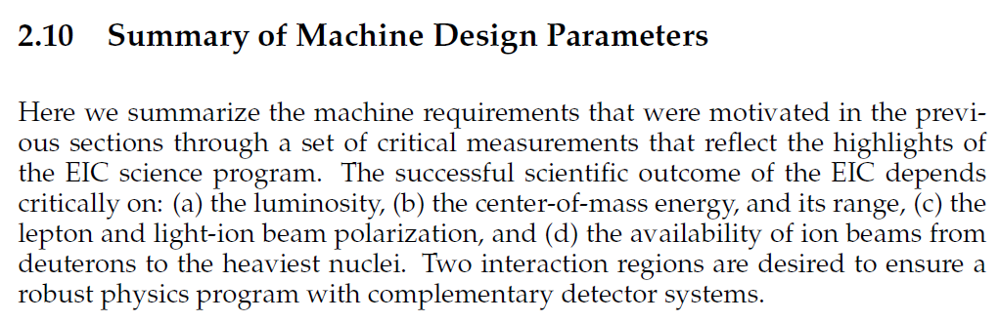 2.10 Summary of Machine Design Parameters
Here we summarize the machine requirements that were motivated in the previ-
ous sections through a set of critical measurements that reflect the highlights of
the EIC science program. The successful scientific outcome of the EIC depends
critically on: (a) the luminosity, (b) the center-of-mass energy, and its range, (c) the
lepton and light-ion beam polarization, and (d) the availability of ion beams from
deuterons to the heaviest nuclei. Two interaction regions are desired to ensure a
robust physics program with complementary detector systems.